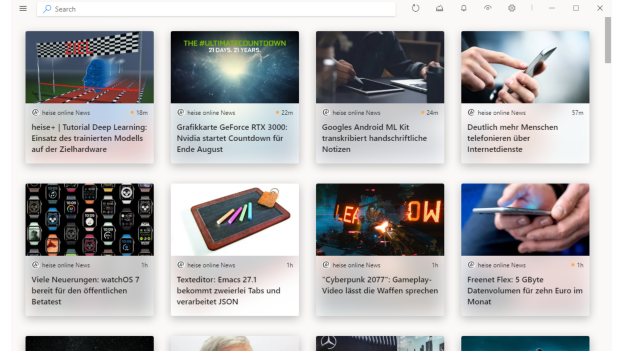 Search
ZIEL
THE #ULTIMATECOUNTDOWN
21 DAYS. 21 YEARS.
heise online News
18m
heise online News
22m
heise online News
24m
heise online News
57m
heise+ | Tutorial Deep Learning:
Einsatz des trainierten Modells
auf der Zielhardware
Grafikkarte GeForce RTX 3000:
Nvidia startet Countdown für
Ende August
Googles Android ML Kit
transkribiert handschriftliche
Notizen
Deutlich mehr Menschen
telefonieren über
Internetdienste
LEA OW
heise online News
1h
heise online News
1h
heise online News
1h
heise online News
1h
Viele Neuerungen: watchOS 7
bereit für den öffentlichen
Betatest
Texteditor: Emacs 27.1
bekommt zweierlei Tabs und
verarbeitet JSON
"Cyberpunk 2077": Gameplay-
Video lässt die Waffen sprechen
Freenet Flex: 5 GByte
Datenvolumen für zehn Euro im
Monat